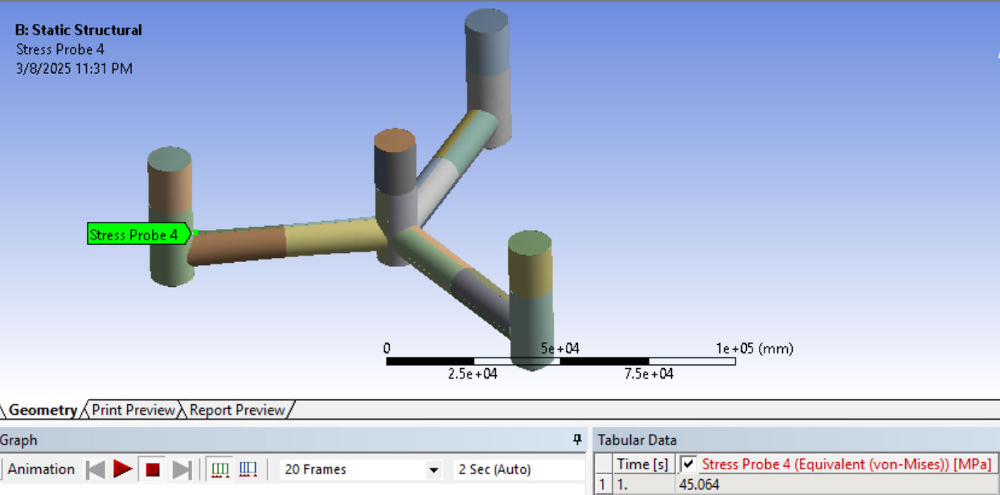 B: Static Structural
Stress Probe 4
3/8/2025 11:31 PM
Stress Probe 4
0 5e+04 1e+05 (mm)
2.5e+04 7.5e+04
Geometry Print Preview Report Preview
Graph
Tabular Data
Animation 20 Frames 2 Sec (Auto)
Time [s] Stress Probe 4 (Equivalent (von-Mises)) [MPa]
1 1. 45.064